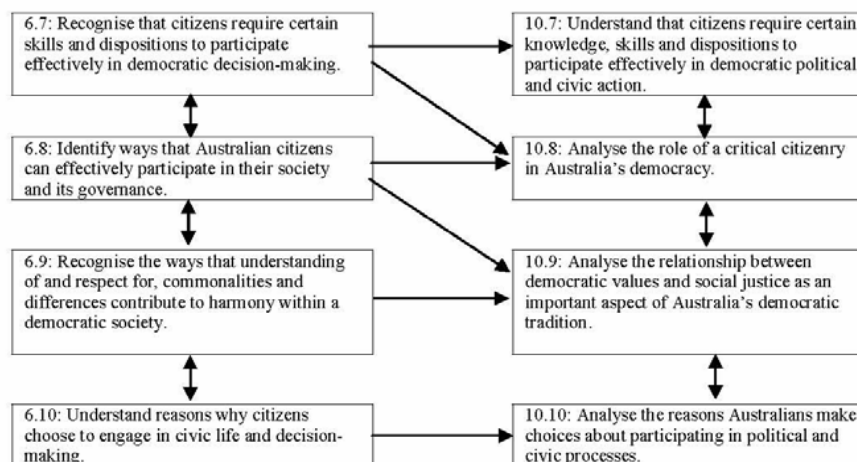 6.7: Recognise that citizens require certain
skills and dispositions to participate
effectively in democratic decision-making.
10.7: Understand that citizens require certain
knowledge, skills and dispositions to
participate effectively in democratic political
and civic action.
6.8: Identify ways that Australian citizens
can effectively participate in their society
and its governance.
10.8: Analyse the role of a critical citizenry
in Australia's democracy.
6.9: Recognise the ways that understanding
of and respect for, commonalities and
differences contribute to harmony within a
democratic society.
10.9: Analyse the relationship between
democratic values and social justice as an
important aspect of Australia's democratic
tradition.
6.10: Understand reasons why citizens
choose to engage in civic life and decision-
making.
10.10: Analyse the reasons Australians make
choices about participating in political and
civic processes.